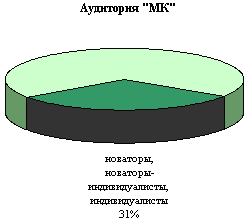 Аудитория "МК"
новаторы,
новаторы-
индивидуалисты,
индивидуалисты
31%